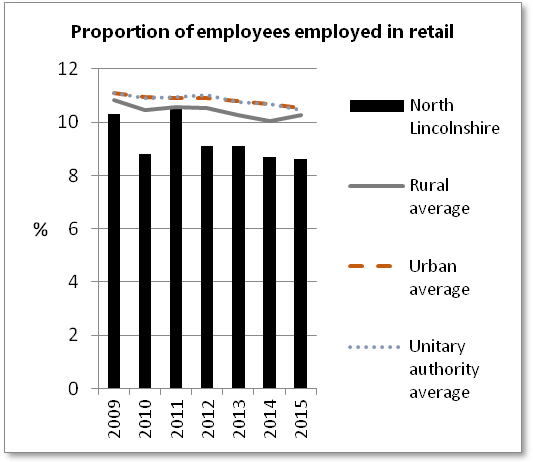 Proportion of employees employed in retail
12
10
8
6
4
2
0
%
2009
2010
2011
2012
2013
2014
2015
North
Lincolnshire
Rural
average
Urban
average
Unitary
authority
average